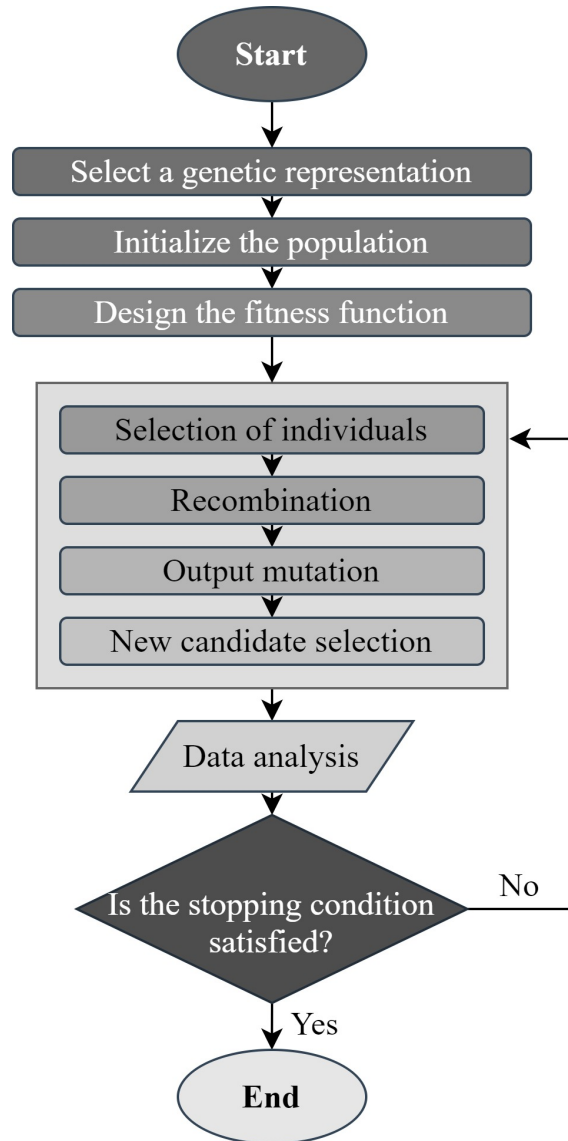 Start
Select a genetic representation
Initialize the population
Design the fitness function
Selection of individuals
Recombination
Output mutation
New candidate selection
Data analysis
Is the stopping condition
satisfied?
No
Yes
End